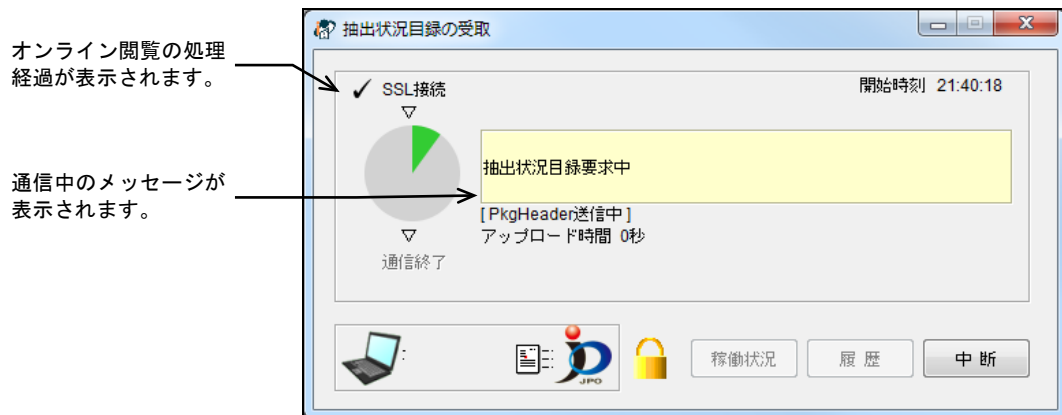 抽出状況目録の受取
オンライン閲覧の処理
経過が表示されます。
SSL接続
開始時刻 21:40:18
抽出状況目録要求中
通信中のメッセージが
表示されます。
[ PkgHeader送信中 ]
アップロード時間 0秒
通信終了
JPO
稼働状況
履 歴
中 断